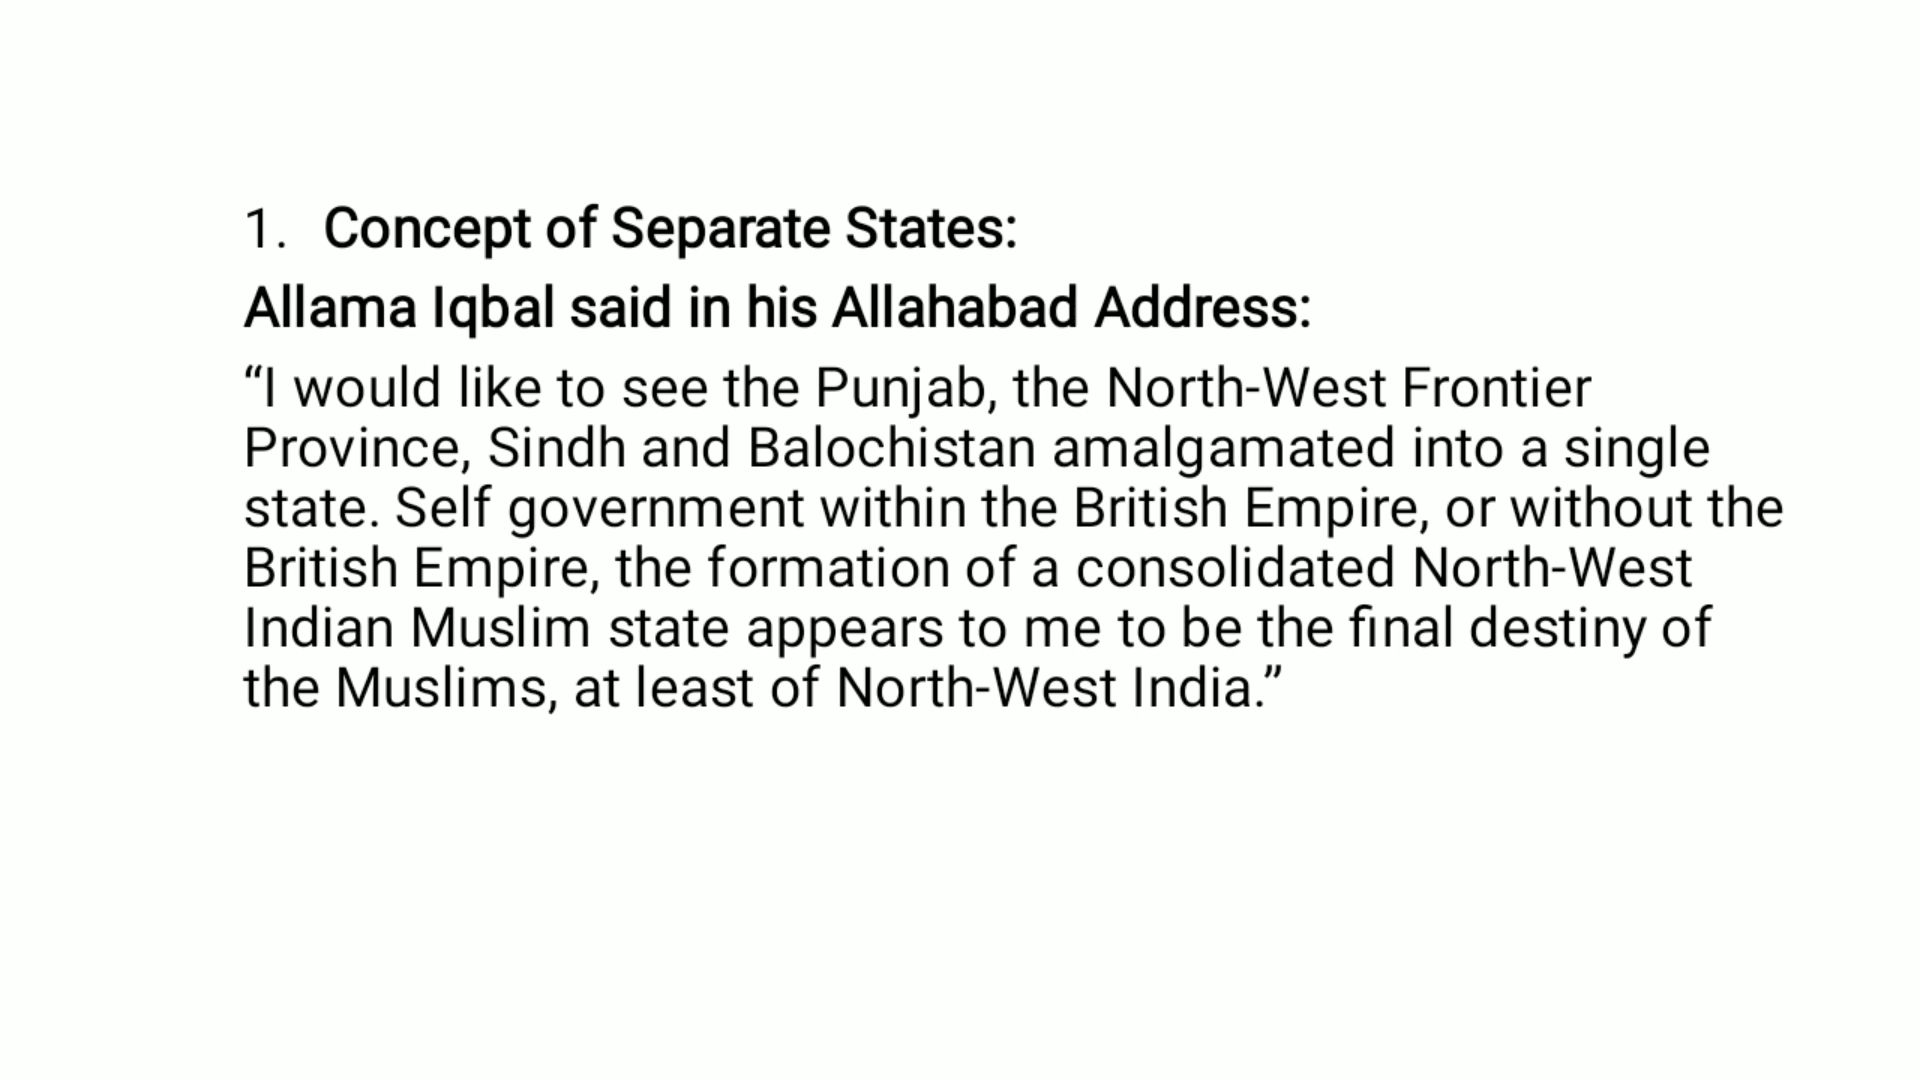 1. Concept of Separate States:
Allama Iqbal said in his Allahabad Address:
“I would like to see the Punjab, the North-West Frontier
Province, Sindh and Balochistan amalgamated into a single
state. Self government within the British Empire, or without the
British Empire, the formation of a consolidated North-West
Indian Muslim state appears to me to be the final destiny of
the Muslims, at least of North-West India.”